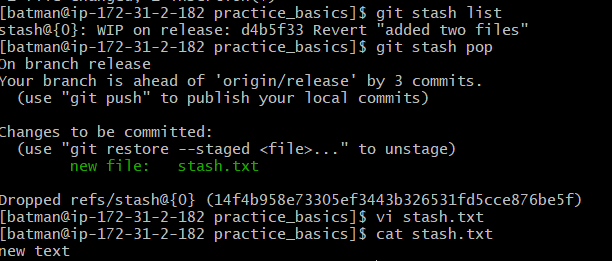 [batman@ip-172-31-2-182 practice_basics]$ git stash list
stash@{0}: WIP on release: d4b5f33 Revert "added two files"
[batman@ip-172-31-2-182 practice_basics]$ git stash pop
On branch release
Your branch is ahead of 'origin/release' by 3 commits.
  (use "git push" to publish your local commits)

Changes to be committed:
  (use "git restore --staged <file>..." to unstage)
        new file:   stash.txt

Dropped refs/stash@{0} (14f4b958e73305ef3443b326531fd5cce876be5f)
[batman@ip-172-31-2-182 practice_basics]$ vi stash.txt
[batman@ip-172-31-2-182 practice_basics]$ cat stash.txt
new text